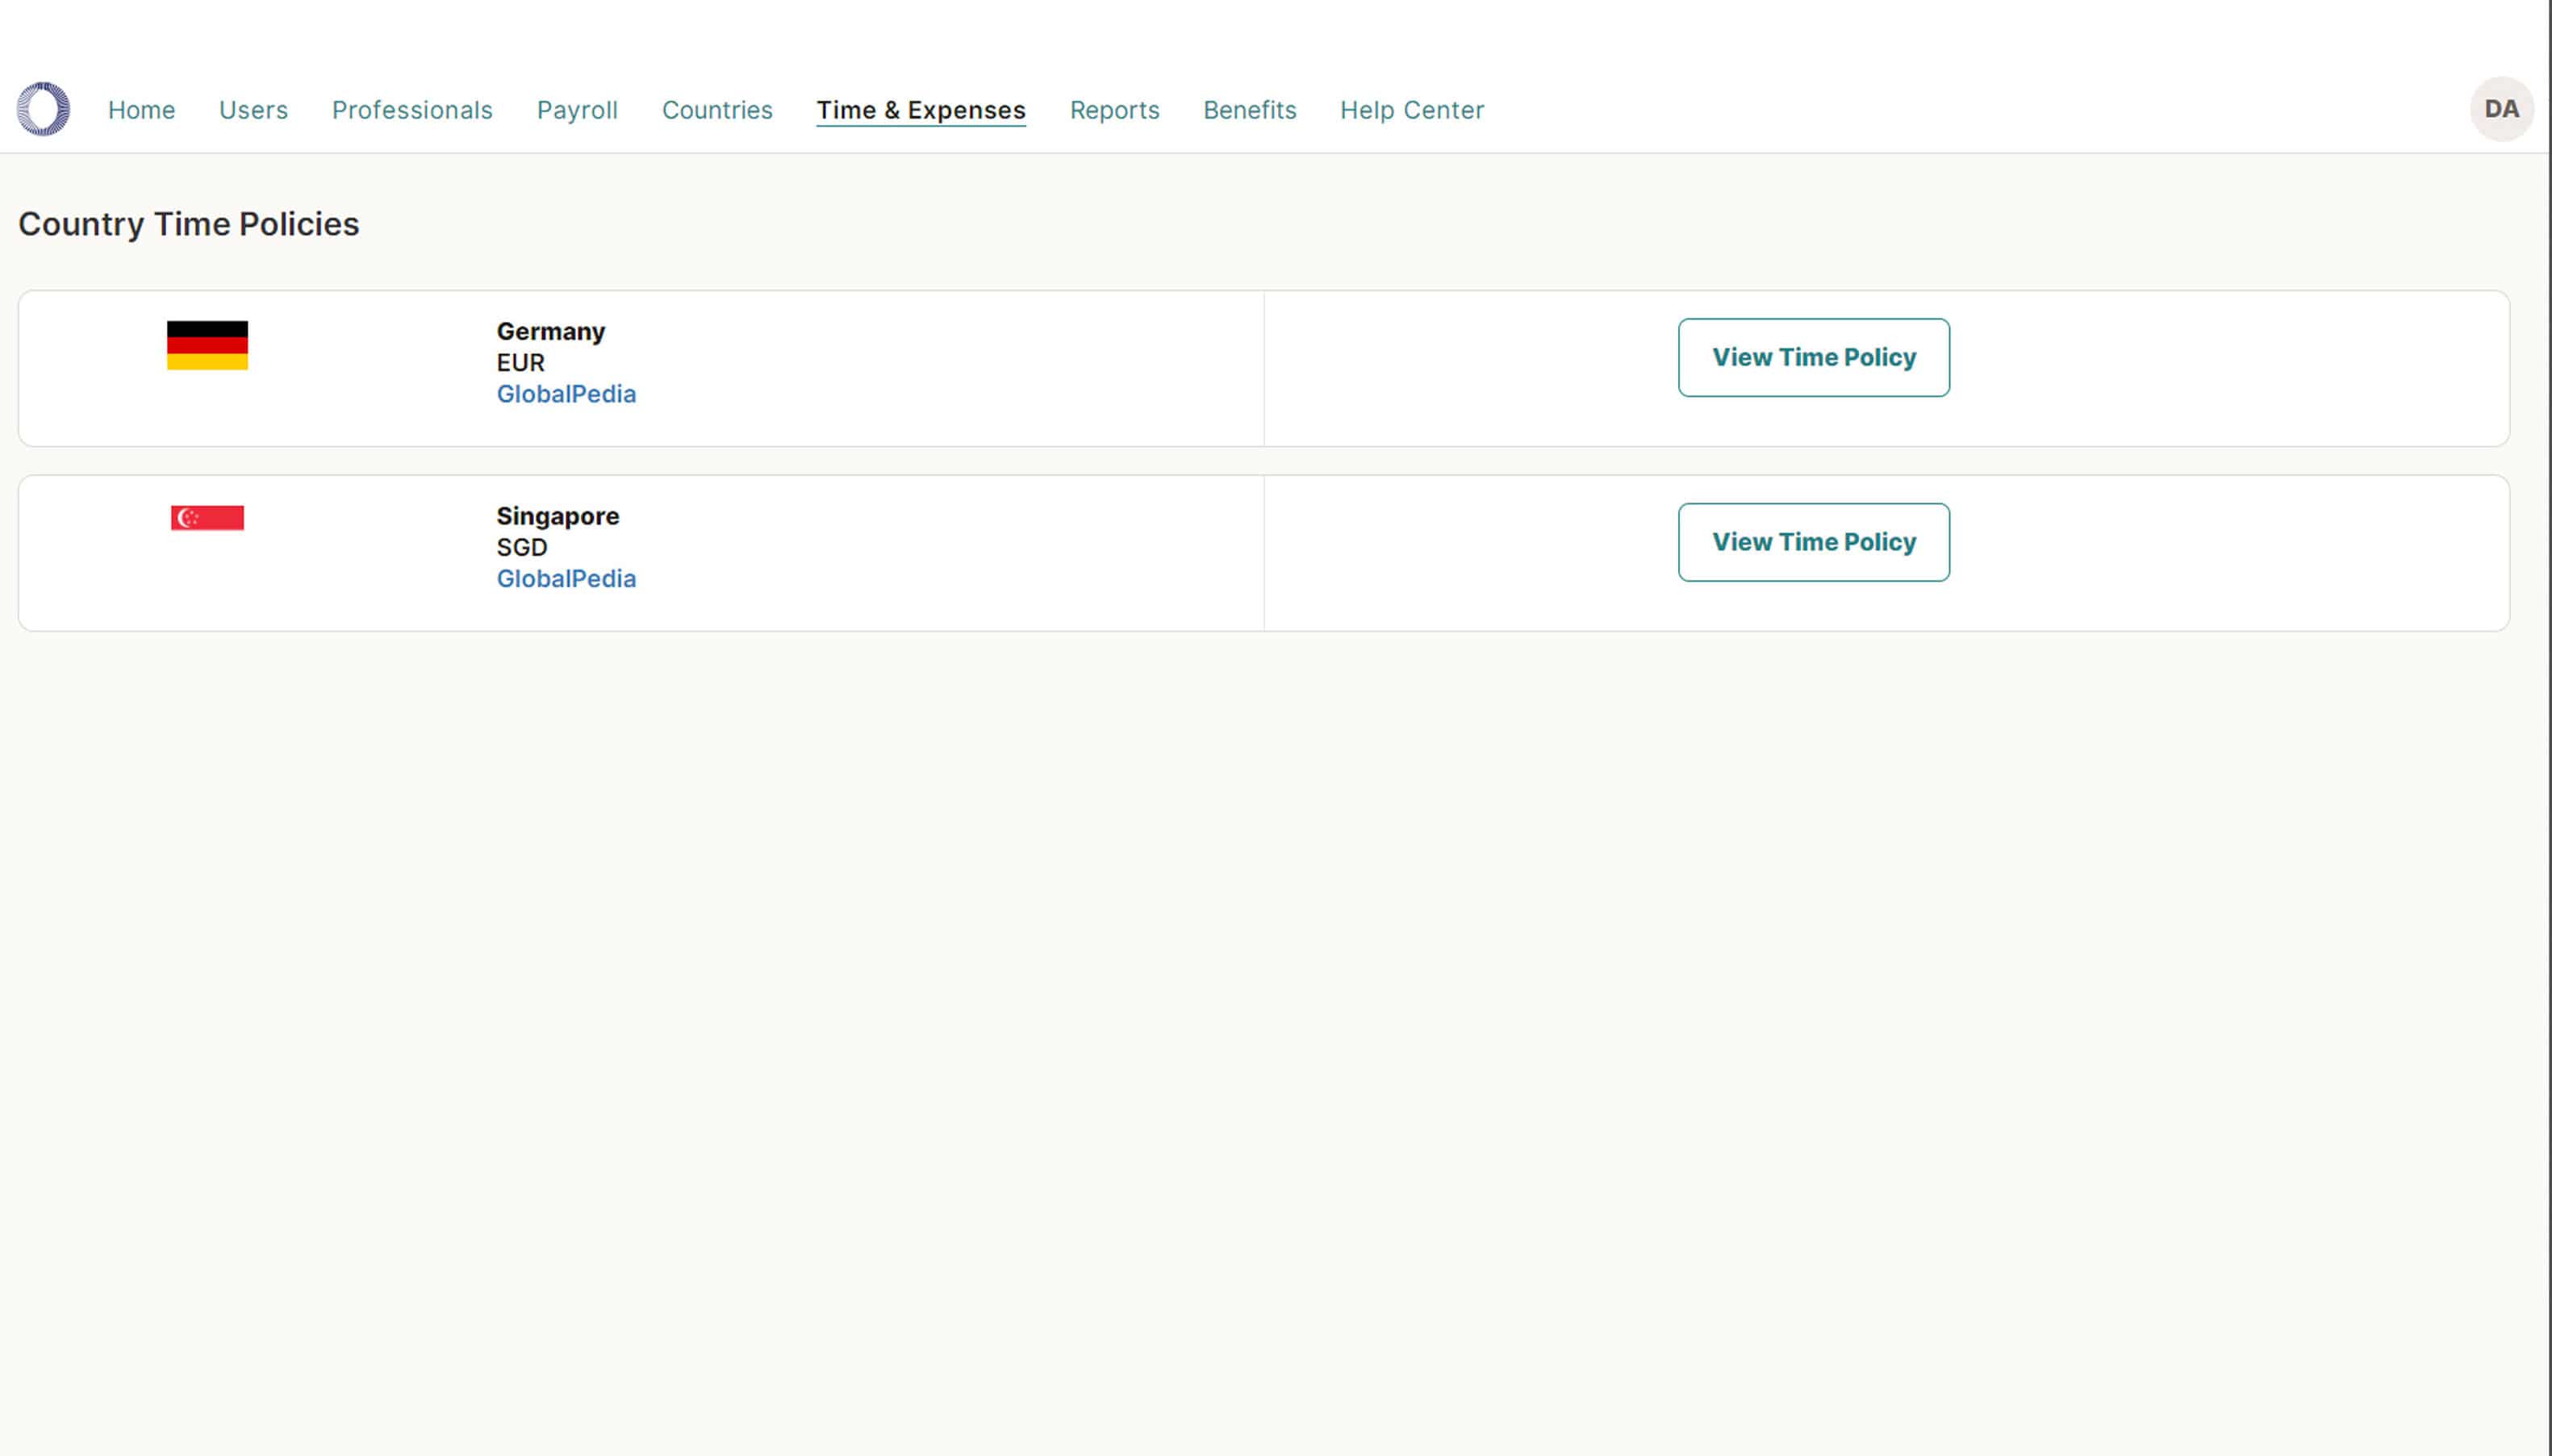 Home Users Professionals Payroll Countries Time & Expenses Reports Benefits Help Center DA
Country Time Policies
Germany
EUR
GlobalPedia
View Time Policy
Singapore
SGD
GlobalPedia
View Time Policy